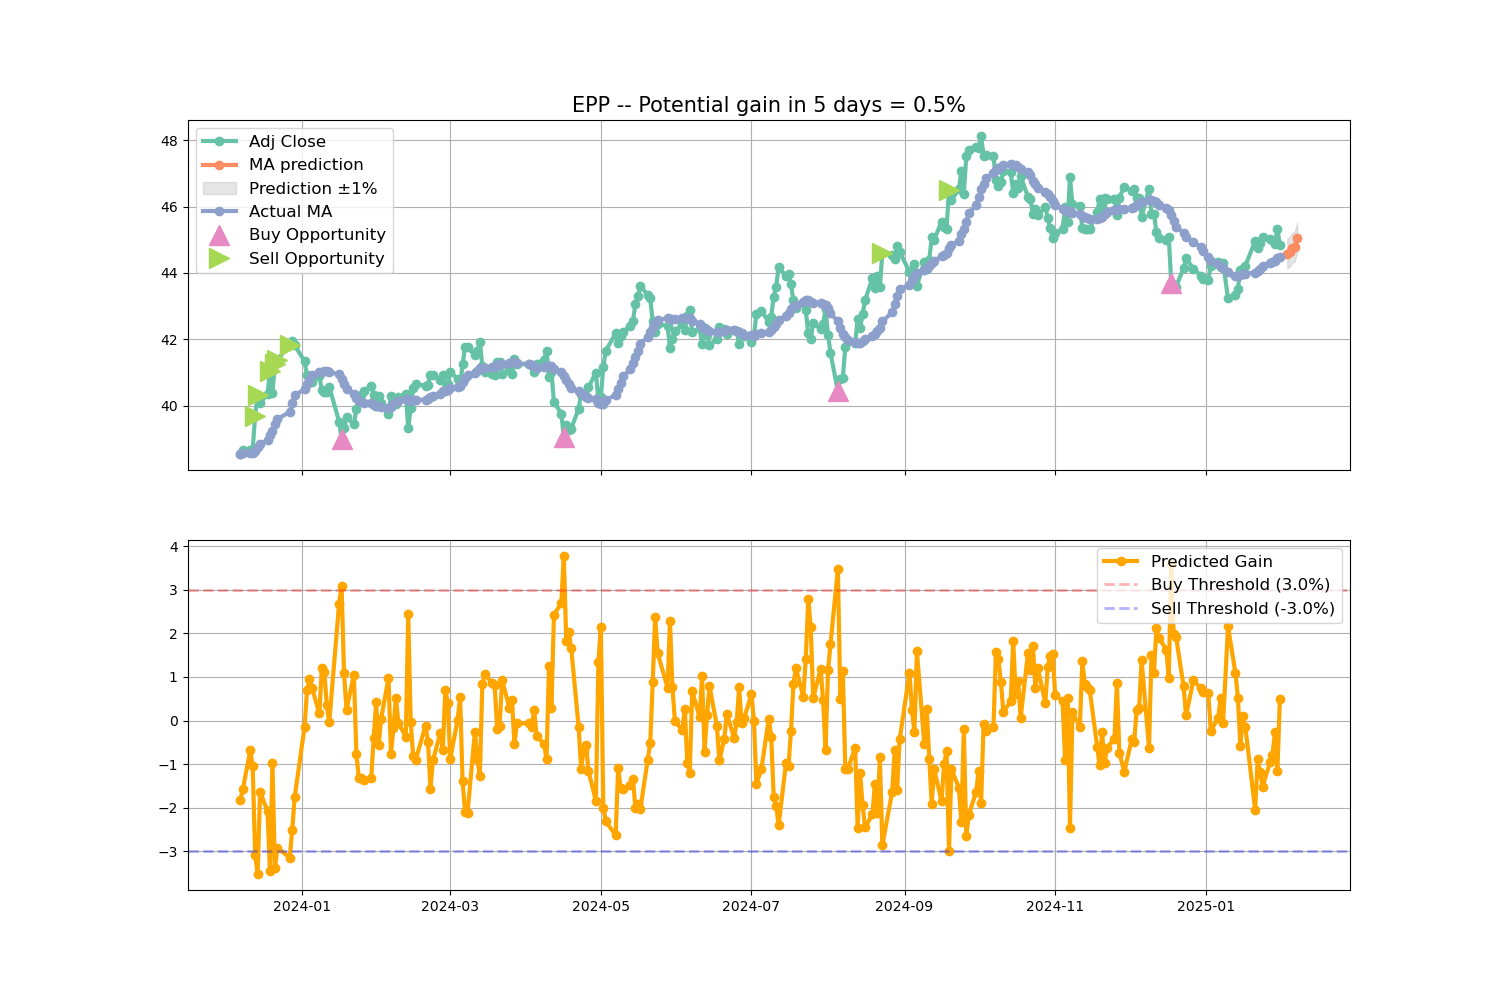 EPP -- Potential gain in 5 days = 0.5%
48
46
44
42
40
Adj Close
MA prediction
Prediction ±1%
Actual MA
Buy Opportunity
Sell Opportunity
4
3
2
1
0
−1
−2
−3
Predicted Gain
Buy Threshold (3.0%)
Sell Threshold (-3.0%)
2024-01
2024-03
2024-05
2024-07
2024-09
2024-11
2025-01